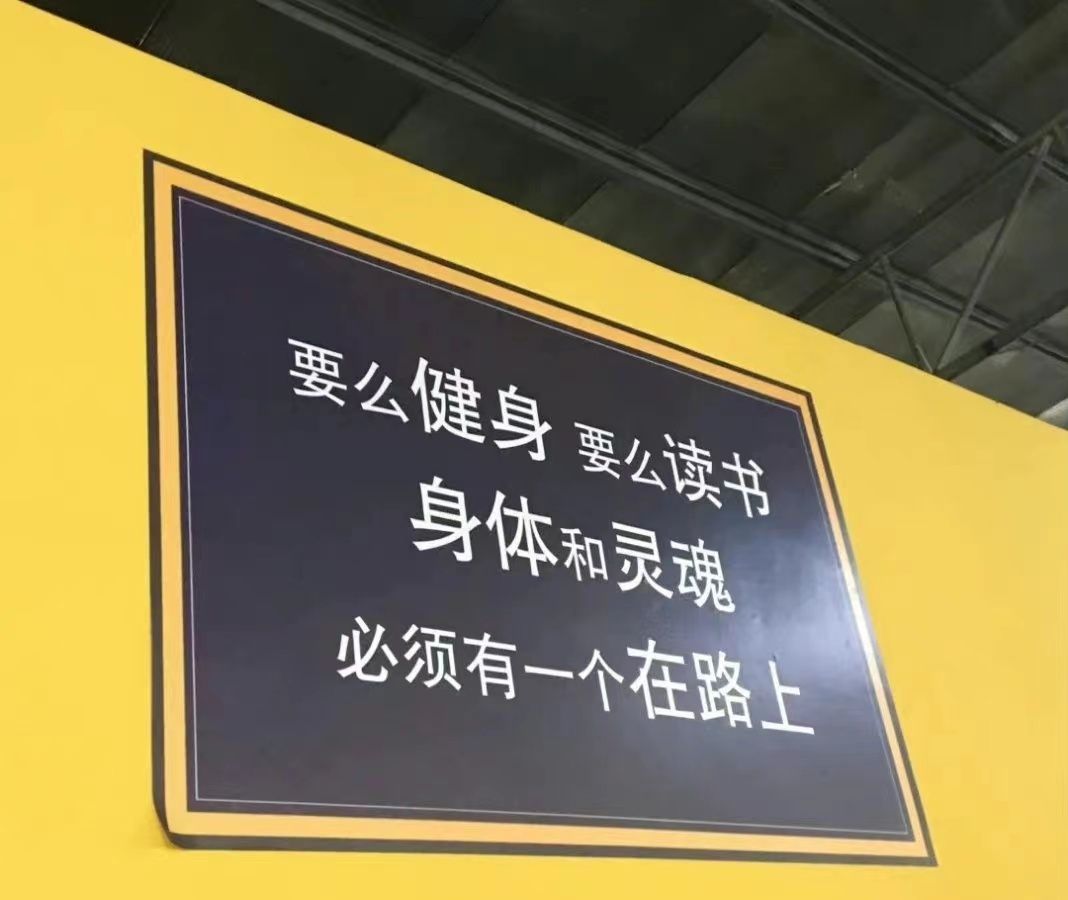 要么健身 要么读书
身体和灵魂
必须有一个在路上